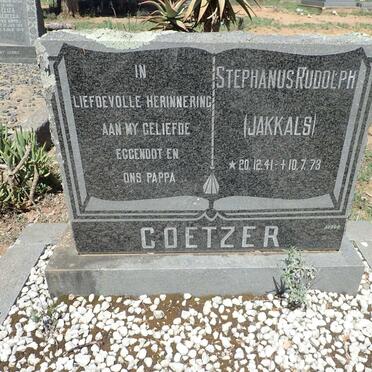 IN
LIEFDEVOLLE HERINNERING
AAN MY GELIEFDE
EGGENOOT EN
ONS PAPPA
STEPHANUS RUDOLPH
(JAKKALS)
★ 20.12.41 - † 10.7.73
COETZER